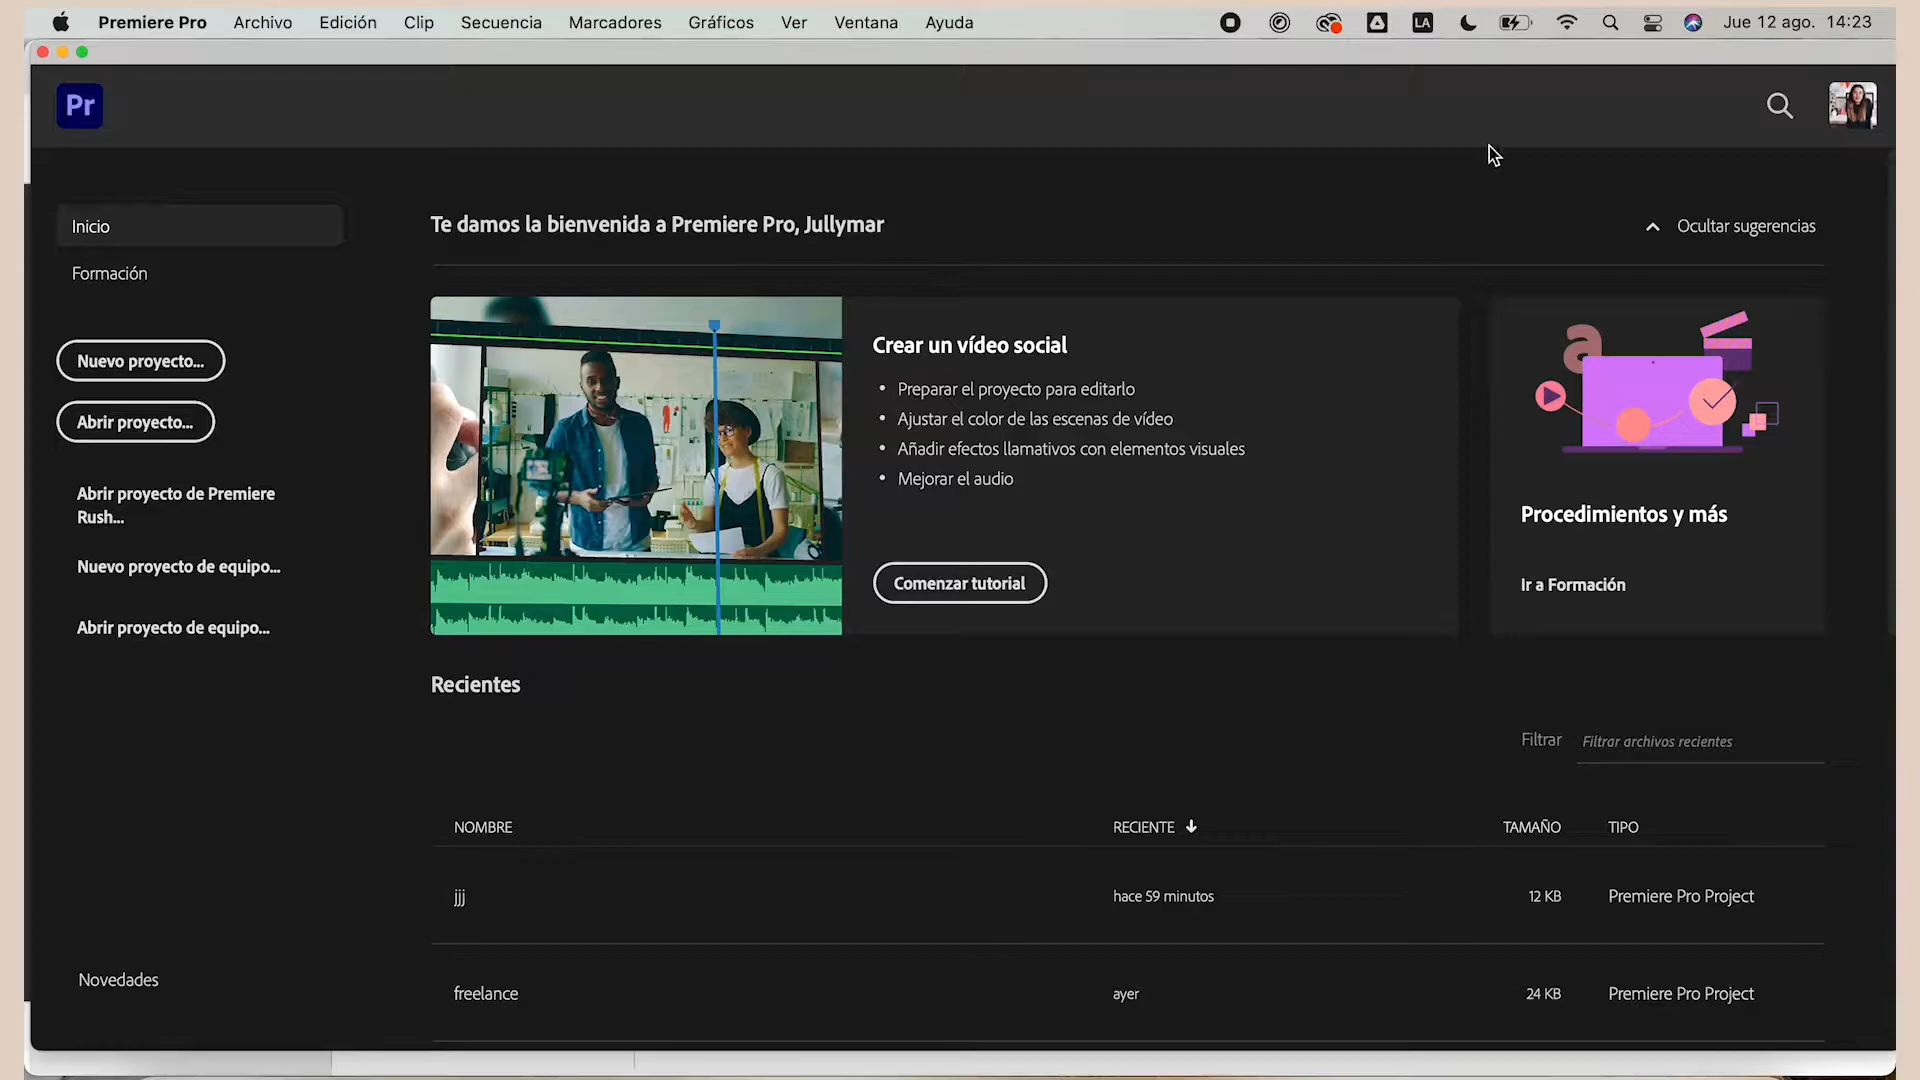 Premiere Pro Archivo Edición Clip Secuencia Marcadores Gráficos Ver Ventana Ayuda LA Jue 12 ago. 14:23
Pr
Inicio
Formación
Nuevo proyecto...
Abrir proyecto...
Abrir proyecto de Premiere
Rush...
Nuevo proyecto de equipo...
Abrir proyecto de equipo...
Novedades
Te damos la bienvenida a Premiere Pro, Jullymar
Ocultar sugerencias
Crear un vídeo social
• Preparar el proyecto para editarlo
• Ajustar el color de las escenas de vídeo
• Añadir efectos llamativos con elementos visuales
• Mejorar el audio
Comenzar tutorial
a
Procedimientos y más
Ir a Formación
Recientes
Filtrar Filtrar archivos recientes
NOMBRE RECIENTE TAMAÑO TIPO
jjj hace 59 minutos 12 KB Premiere Pro Project
freelance ayer 24 KB Premiere Pro Project